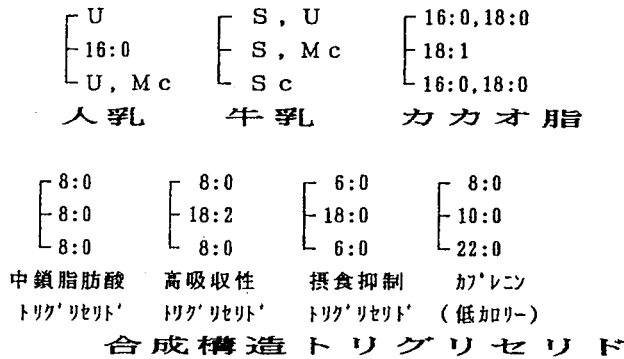 U S, U 16:0,18:0
16:0 S, Mc 18:1
U, Mc Sc 16:0,18:0
人乳 牛乳 カカオ脂
8:0 8:0 6:0 8:0
8:0 18:2 18:0 10:0
8:0 8:0 6:0 22:0
中鎖脂肪酸 高吸収性 摂食抑制 ｶﾌﾟﾚﾆﾝ
ﾄﾘｸﾞﾘｾﾘﾄﾞ ﾄﾘｸﾞﾘｾﾘﾄﾞ ﾄﾘｸﾞﾘｾﾘﾄﾞ (低ｶﾛﾘｰ)
合成構造トリグリセリド